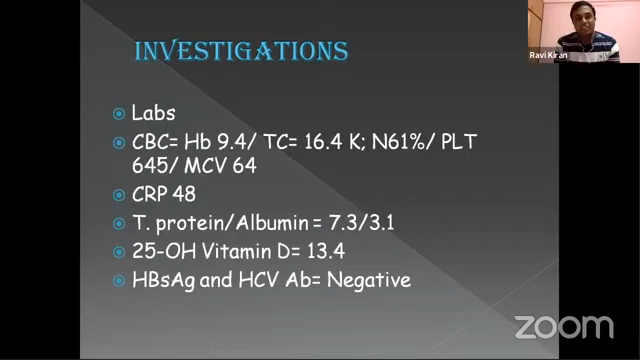 INVESTIGATIONS
Ravi Kiran
Labs
CBC= Hb 9.4/ TC= 16.4 K; N61%/ PLT
645/ MCV 64
CRP 48
T. protein/Albumin = 7.3/3.1
25-OH Vitamin D= 13.4
HBsAg and HCV Ab= Negative
zoom